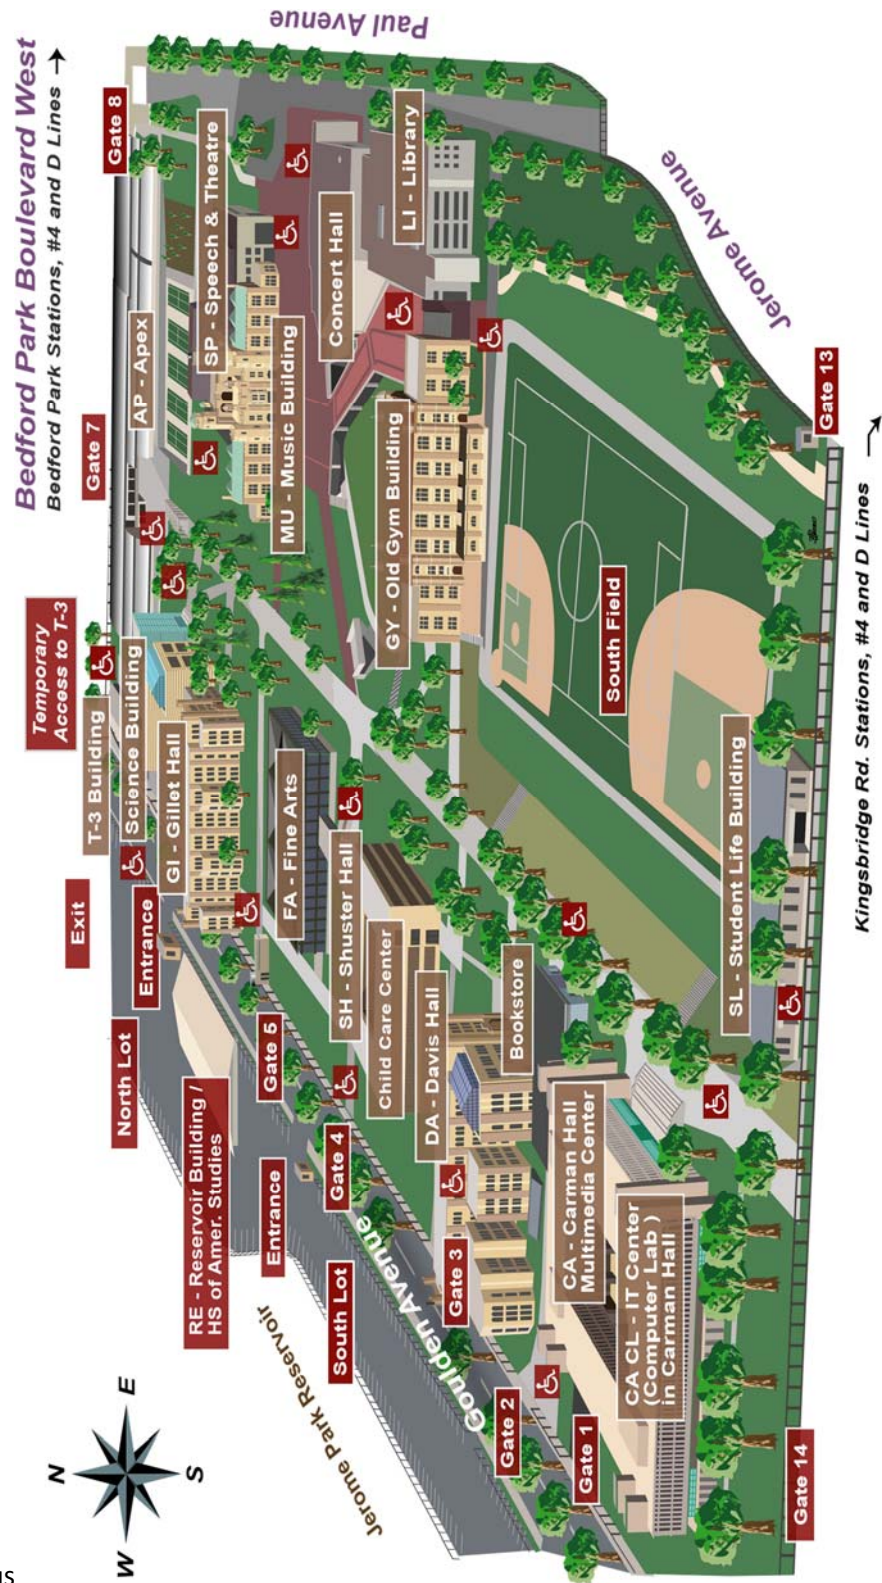 Bedford Park Boulevard West
Bedford Park Stations, #4 and D Lines
Paul Avenue
Jerome Avenue
Gate 8
Gate 7
Temporary
Access to T-3
Exit
North Lot
AP - Apex
SP - Speech & Theatre
T-3 Building
Science Building
GI - Gillet Hall
Entrance
RE - Reservoir Building /
HS of Amer. Studies
MU - Music Building
Concert Hall
LI - Library
FA - Fine Arts
Gate 5
SH - Shuster Hall
Child Care Center
Gate 4
Entrance
South Lot
Goulden Avenue
Jerome Park Reservoir
GY - Old Gym Building
DA - Davis Hall
Gate 3
Bookstore
South Field
CA - Carman Hall
Multimedia Center
Gate 2
Gate 1
CA CL - IT Center
(Computer Lab )
in Carman Hall
SL - Student Life Building
Gate 13
Gate 14
Kingsbridge Rd. Stations, #4 and D Lines
N
E
S
W